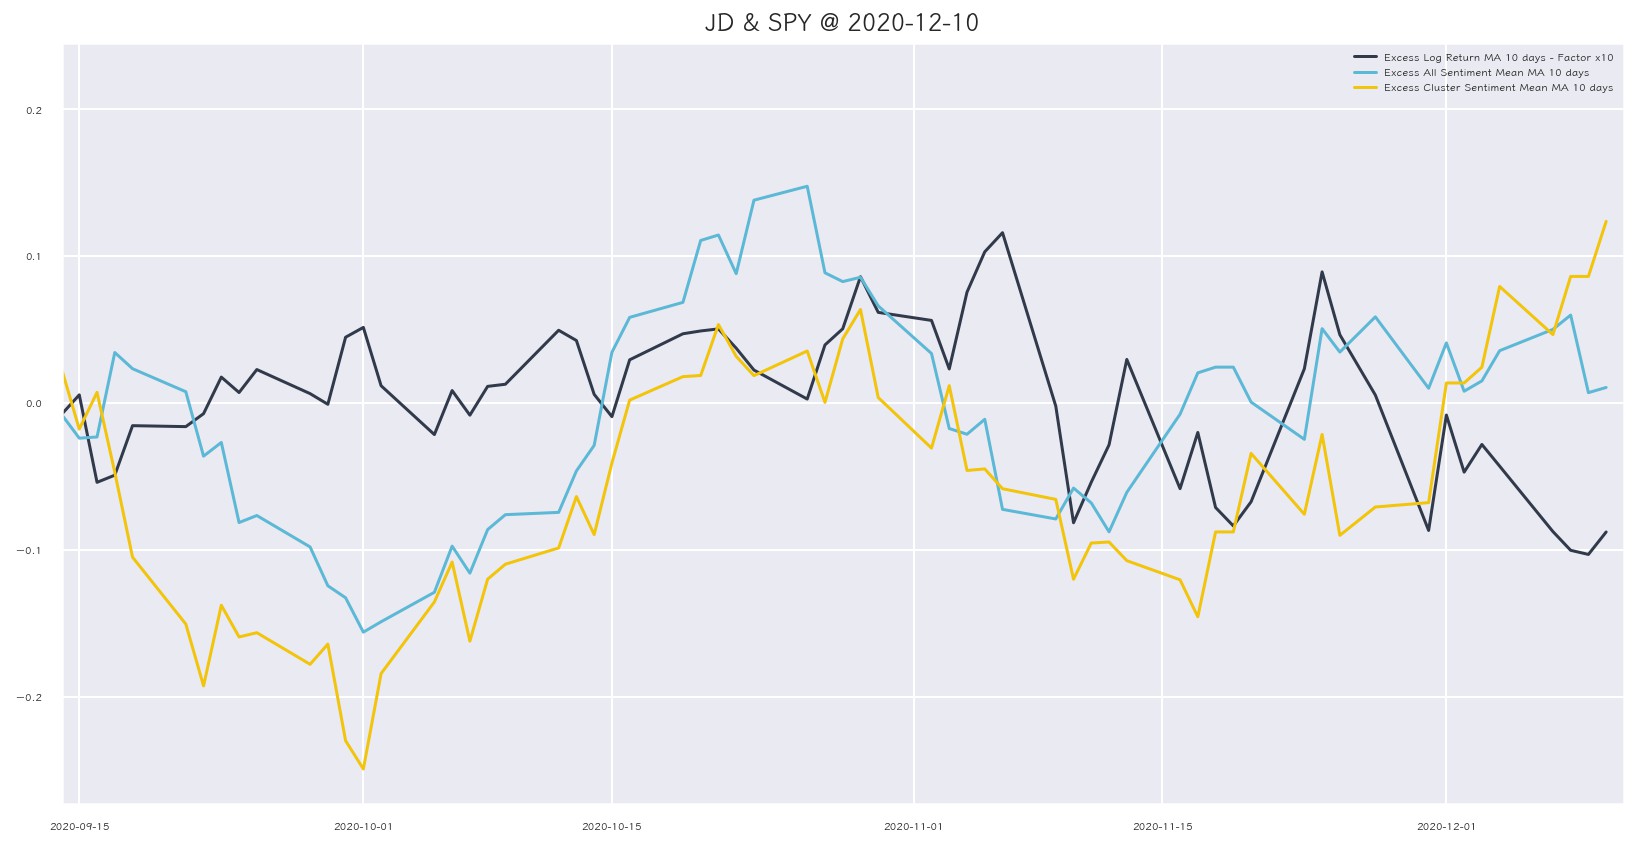 JD & SPY @ 2020-12-10
Excess Log Return MA 10 days - Factor x10
Excess All Sentiment Mean MA 10 days
Excess Cluster Sentiment Mean MA 10 days
0.2
0.1
0.0
−0.1
−0.2
2020-09-15
2020-10-01
2020-10-15
2020-11-01
2020-11-15
2020-12-01